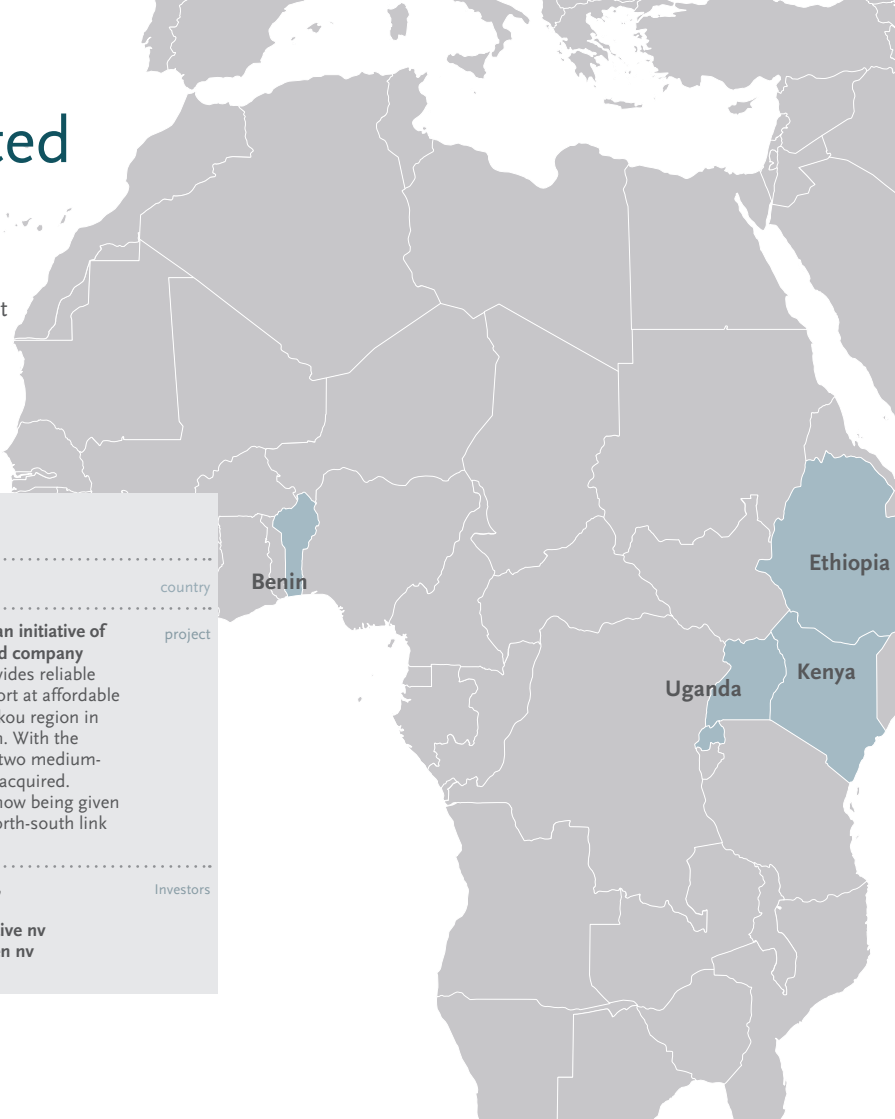 ted
t
Benin
Ethiopia
Uganda
Kenya
country
an initiative of
d company
vides reliable
ort at affordable
kou region in
n. With the
two medium-
acquired.
now being given
orth-south link
project
Investors
ive nv
n nv